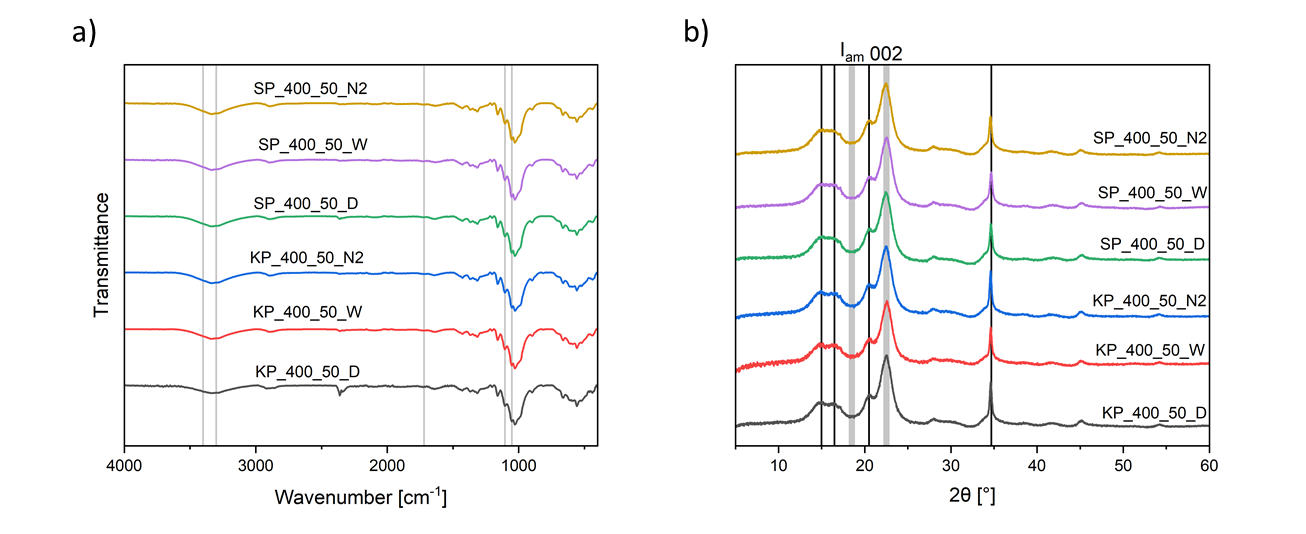 a)
SP_400_50_N2
SP_400_50_W
SP_400_50_D
KP_400_50_N2
KP_400_50_W
KP_400_50_D
Transmittance
4000
3000
2000
1000
Wavenumber [cm⁻¹]
b)
Iam 002
SP_400_50_N2
SP_400_50_W
SP_400_50_D
KP_400_50_N2
KP_400_50_W
KP_400_50_D
10
20
30
40
50
60
2θ [°]